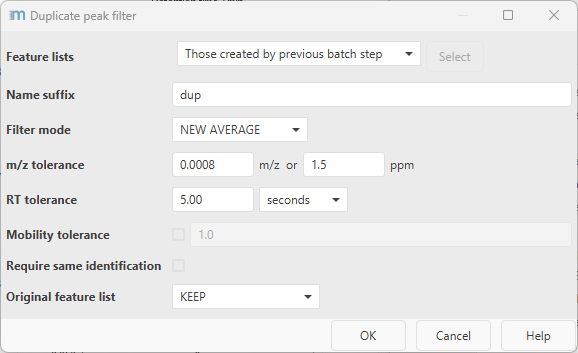 Duplicate peak filter
Feature lists Those created by previous batch step Select
Name suffix dup
Filter mode NEW AVERAGE
m/z tolerance 0.0008 m/z or 1.5 ppm
RT tolerance 5.00 seconds
Mobility tolerance 1.0
Require same identification
Original feature list KEEP
OK Cancel Help